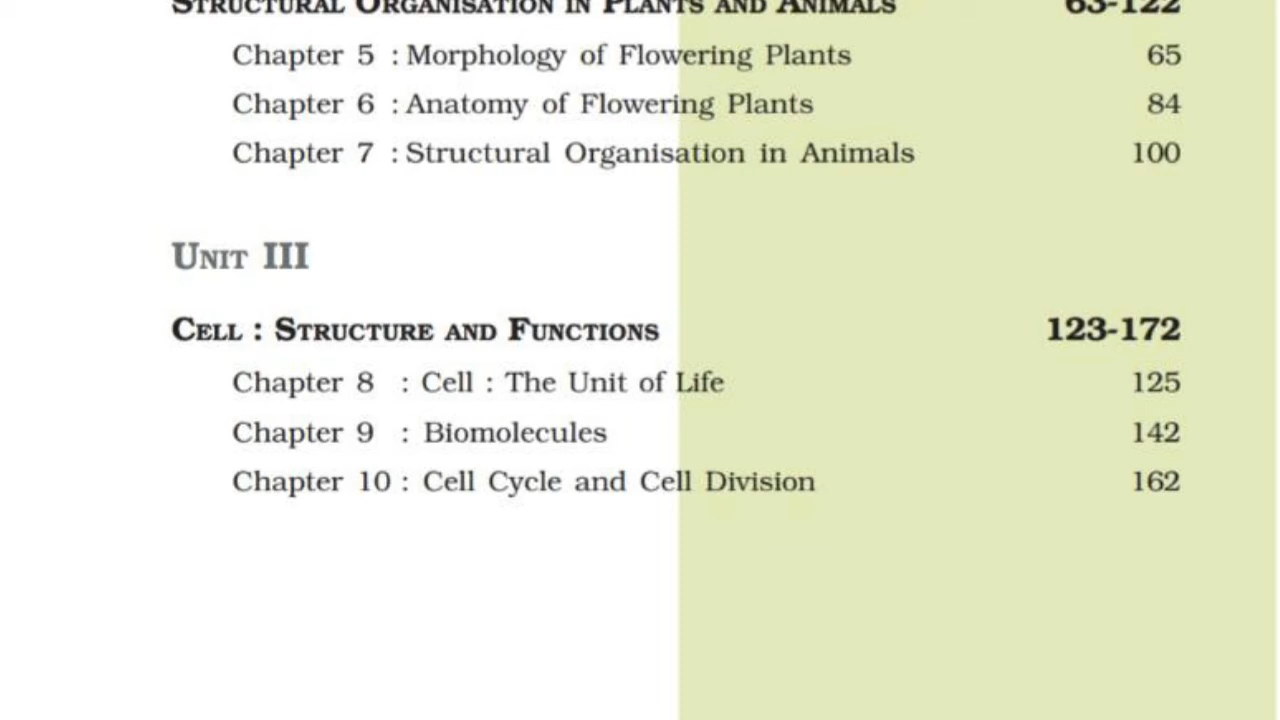 Structural Organisation in Plants and Animals 63-122
Chapter 5 : Morphology of Flowering Plants 65
Chapter 6 : Anatomy of Flowering Plants 84
Chapter 7 : Structural Organisation in Animals 100
Unit III
Cell : Structure and Functions 123-172
Chapter 8 : Cell : The Unit of Life 125
Chapter 9 : Biomolecules 142
Chapter 10 : Cell Cycle and Cell Division 162